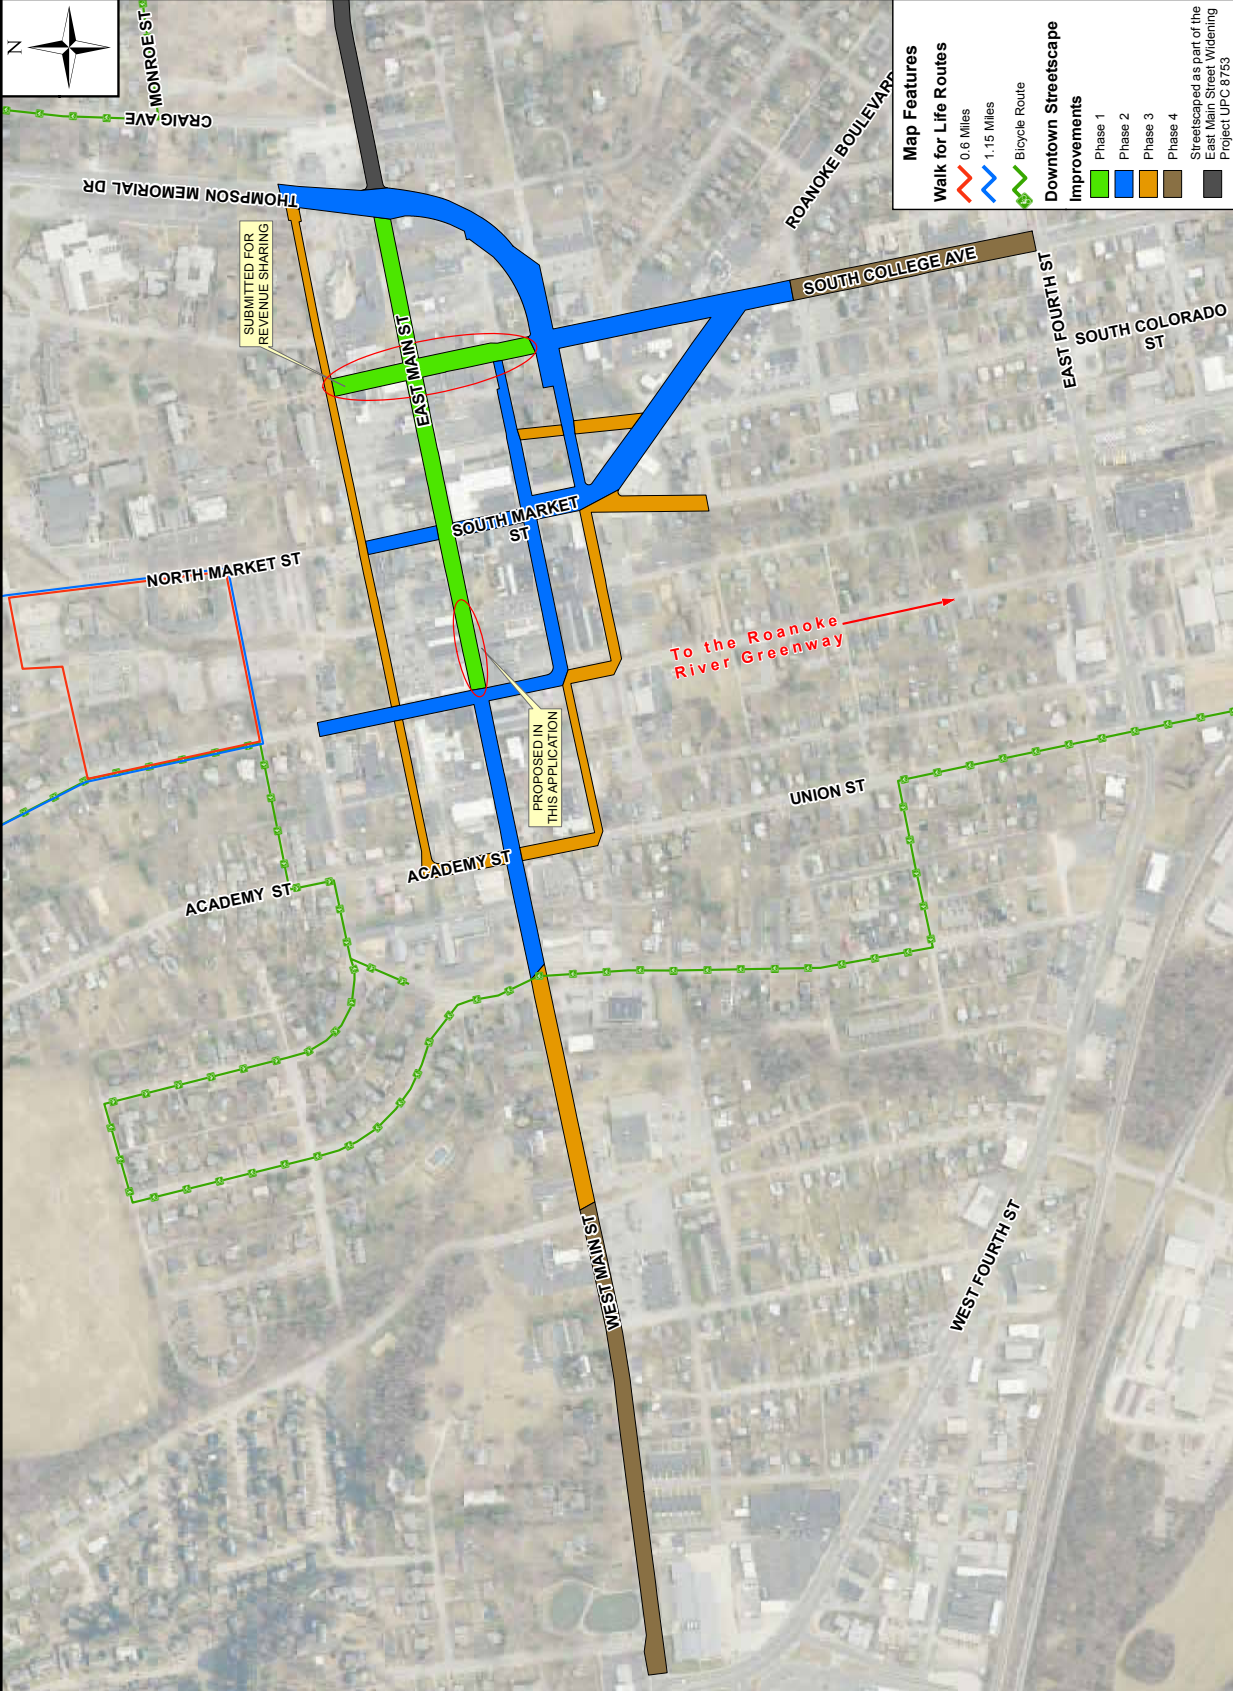 N
MONROE ST
CRAIG AVE
THOMPSON MEMORIAL DR
SUBMITTED FOR
REVENUE SHARING
EAST MAIN ST
ROANOKE BOULEVARD
SOUTH COLLEGE AVE
EAST FOURTH ST
SOUTH COLORADO
ST
SOUTH MARKET
ST
NORTH MARKET ST
To the Roanoke
River Greenway
PROPOSED IN
THIS APPLICATION
UNION ST
ACADEMY ST
ACADEMY ST
WEST MAIN ST
WEST FOURTH ST
Map Features
Walk for Life Routes
0.6 Miles
1.15 Miles
Bicycle Route
Downtown Streetscape
Improvements
Phase 1
Phase 2
Phase 3
Phase 4
Streetscaped as part of the
East Main Street Widening
Project UPC 8753